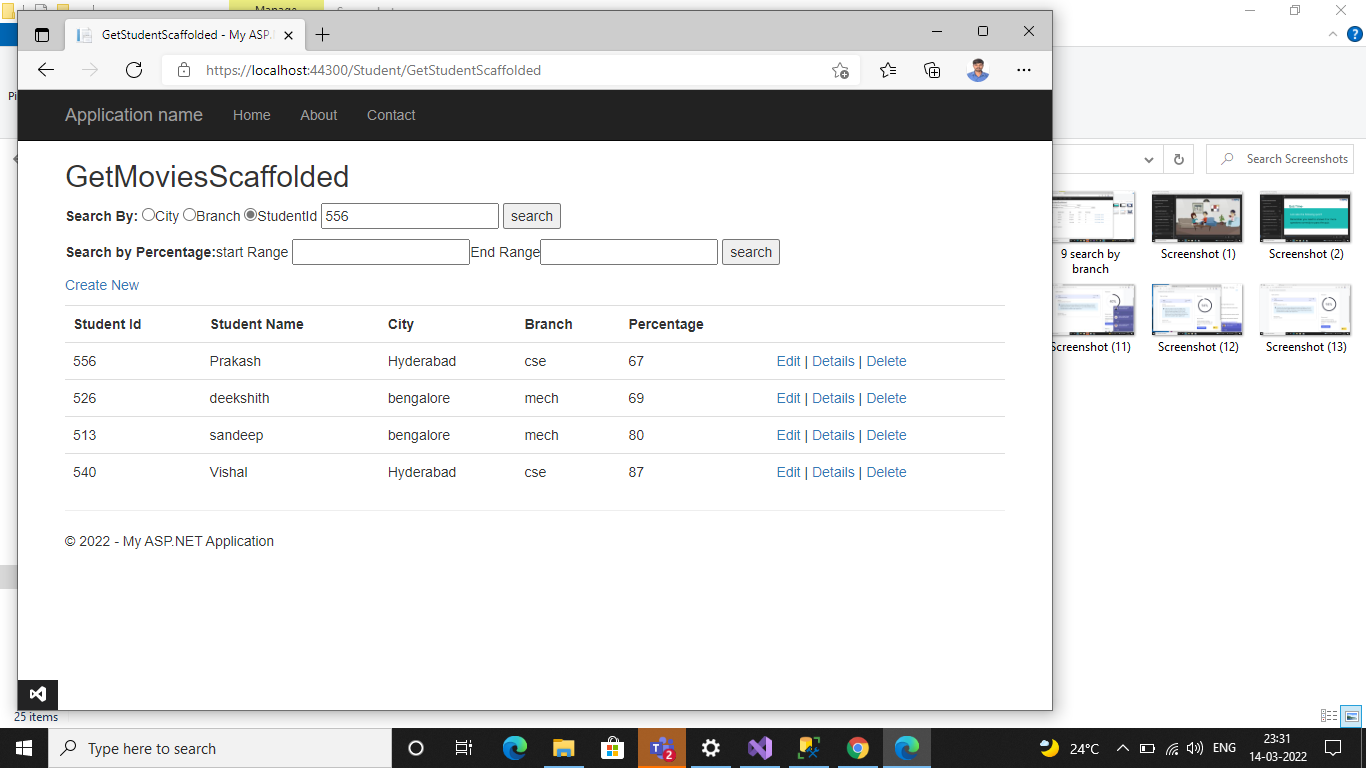 Manage
GetStudentScaffolded - My ASP.
https://localhost:44300/Student/GetStudentScaffolded
Application name Home About Contact
GetMoviesScaffolded
Search By: City Branch StudentId 556 search
Search by Percentage:start Range End Range search
Create New
Student Id Student Name City Branch Percentage
556 Prakash Hyderabad cse 67 Edit | Details | Delete
526 deekshith bengalore mech 69 Edit | Details | Delete
513 sandeep bengalore mech 80 Edit | Details | Delete
540 Vishal Hyderabad cse 87 Edit | Details | Delete
© 2022 - My ASP.NET Application
Search Screenshots
9 search by
branch
Screenshot (1)
Screenshot (2)
Screenshot (11)
Screenshot (12)
Screenshot (13)
25 items
Type here to search
2
24°C
ENG
23:31
14-03-2022